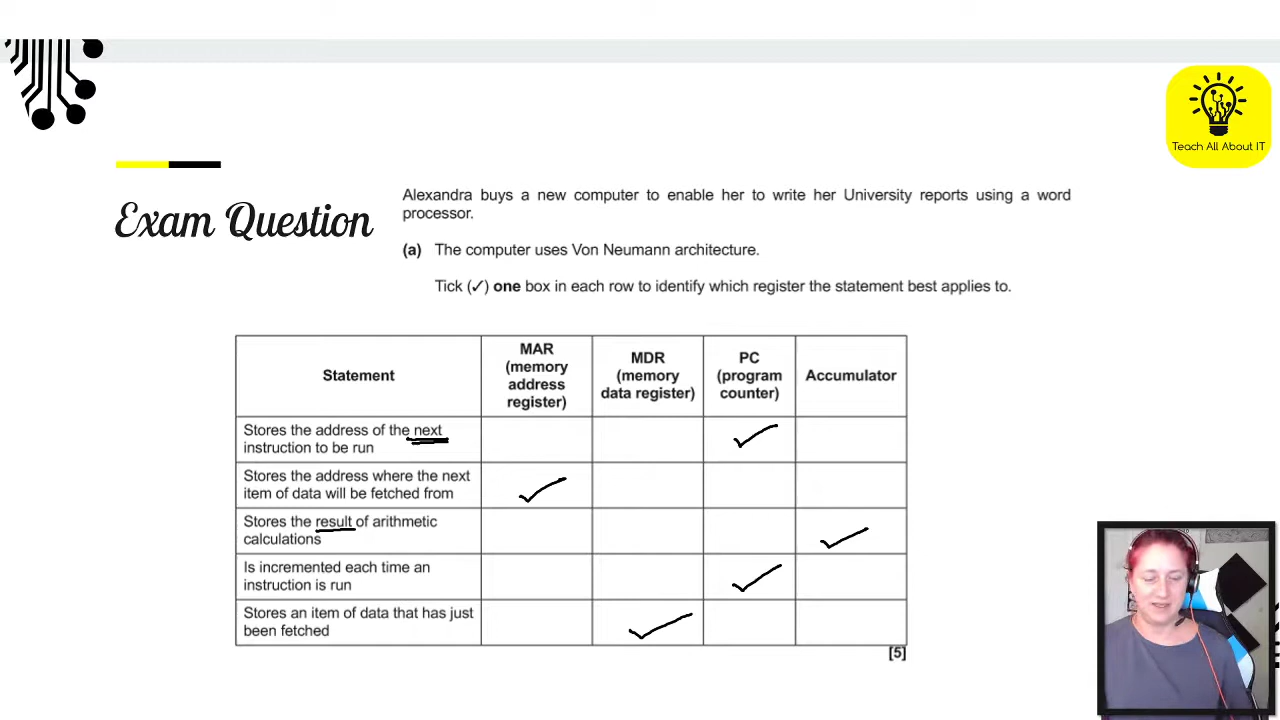 Teach All About IT
Exam Question
Alexandra buys a new computer to enable her to write her University reports using a word
processor.
(a) The computer uses Von Neumann architecture.
Tick (✓) one box in each row to identify which register the statement best applies to.
Statement
MAR
(memory
address
register)
MDR
(memory
data register)
PC
(program
counter)
Accumulator
Stores the address of the next
instruction to be run
✓
Stores the address where the next
item of data will be fetched from
✓
Stores the result of arithmetic
calculations
✓
Is incremented each time an
instruction is run
✓
Stores an item of data that has just
been fetched
✓
[5]